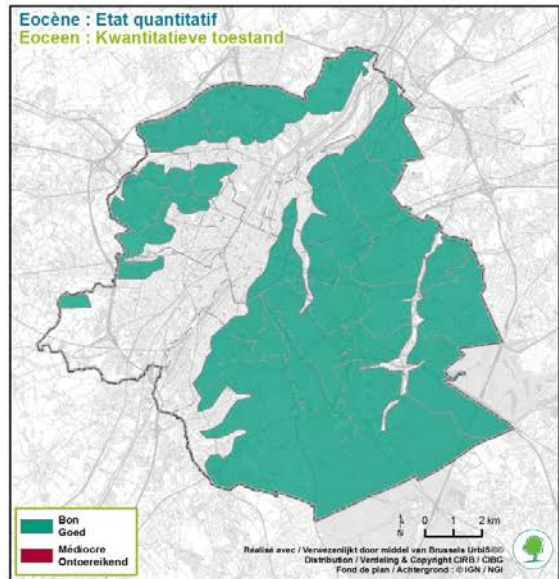 Eocène : Etat quantitatif
Eoceen : Kwantitatieve toestand
Bon
Goed
Médiocre
Ontoereikend
N
0 1 2 km
Réalisé avec / Verwezenlijkt door middel van Brussels UrbIS®©
Distribution / Verdeling & Copyright CIRB / CIBG
Fond de plan / Achtergrond : © IGN / NGI